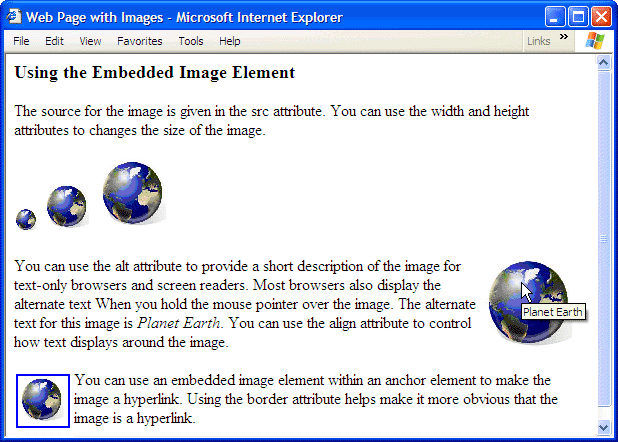 Web Page with Images - Microsoft Internet Explorer
File Edit View Favorites Tools Help Links »
Using the Embedded Image Element
The source for the image is given in the src attribute. You can use the width and height
attributes to changes the size of the image.
You can use the alt attribute to provide a short description of the image for
text-only browsers and screen readers. Most browsers also display the
alternate text When you hold the mouse pointer over the image. The alternate
text for this image is Planet Earth. You can use the align attribute to control
how text displays around the image.
Planet Earth
You can use an embedded image element within an anchor element to make the
image a hyperlink. Using the border attribute helps make it more obvious that the
image is a hyperlink.